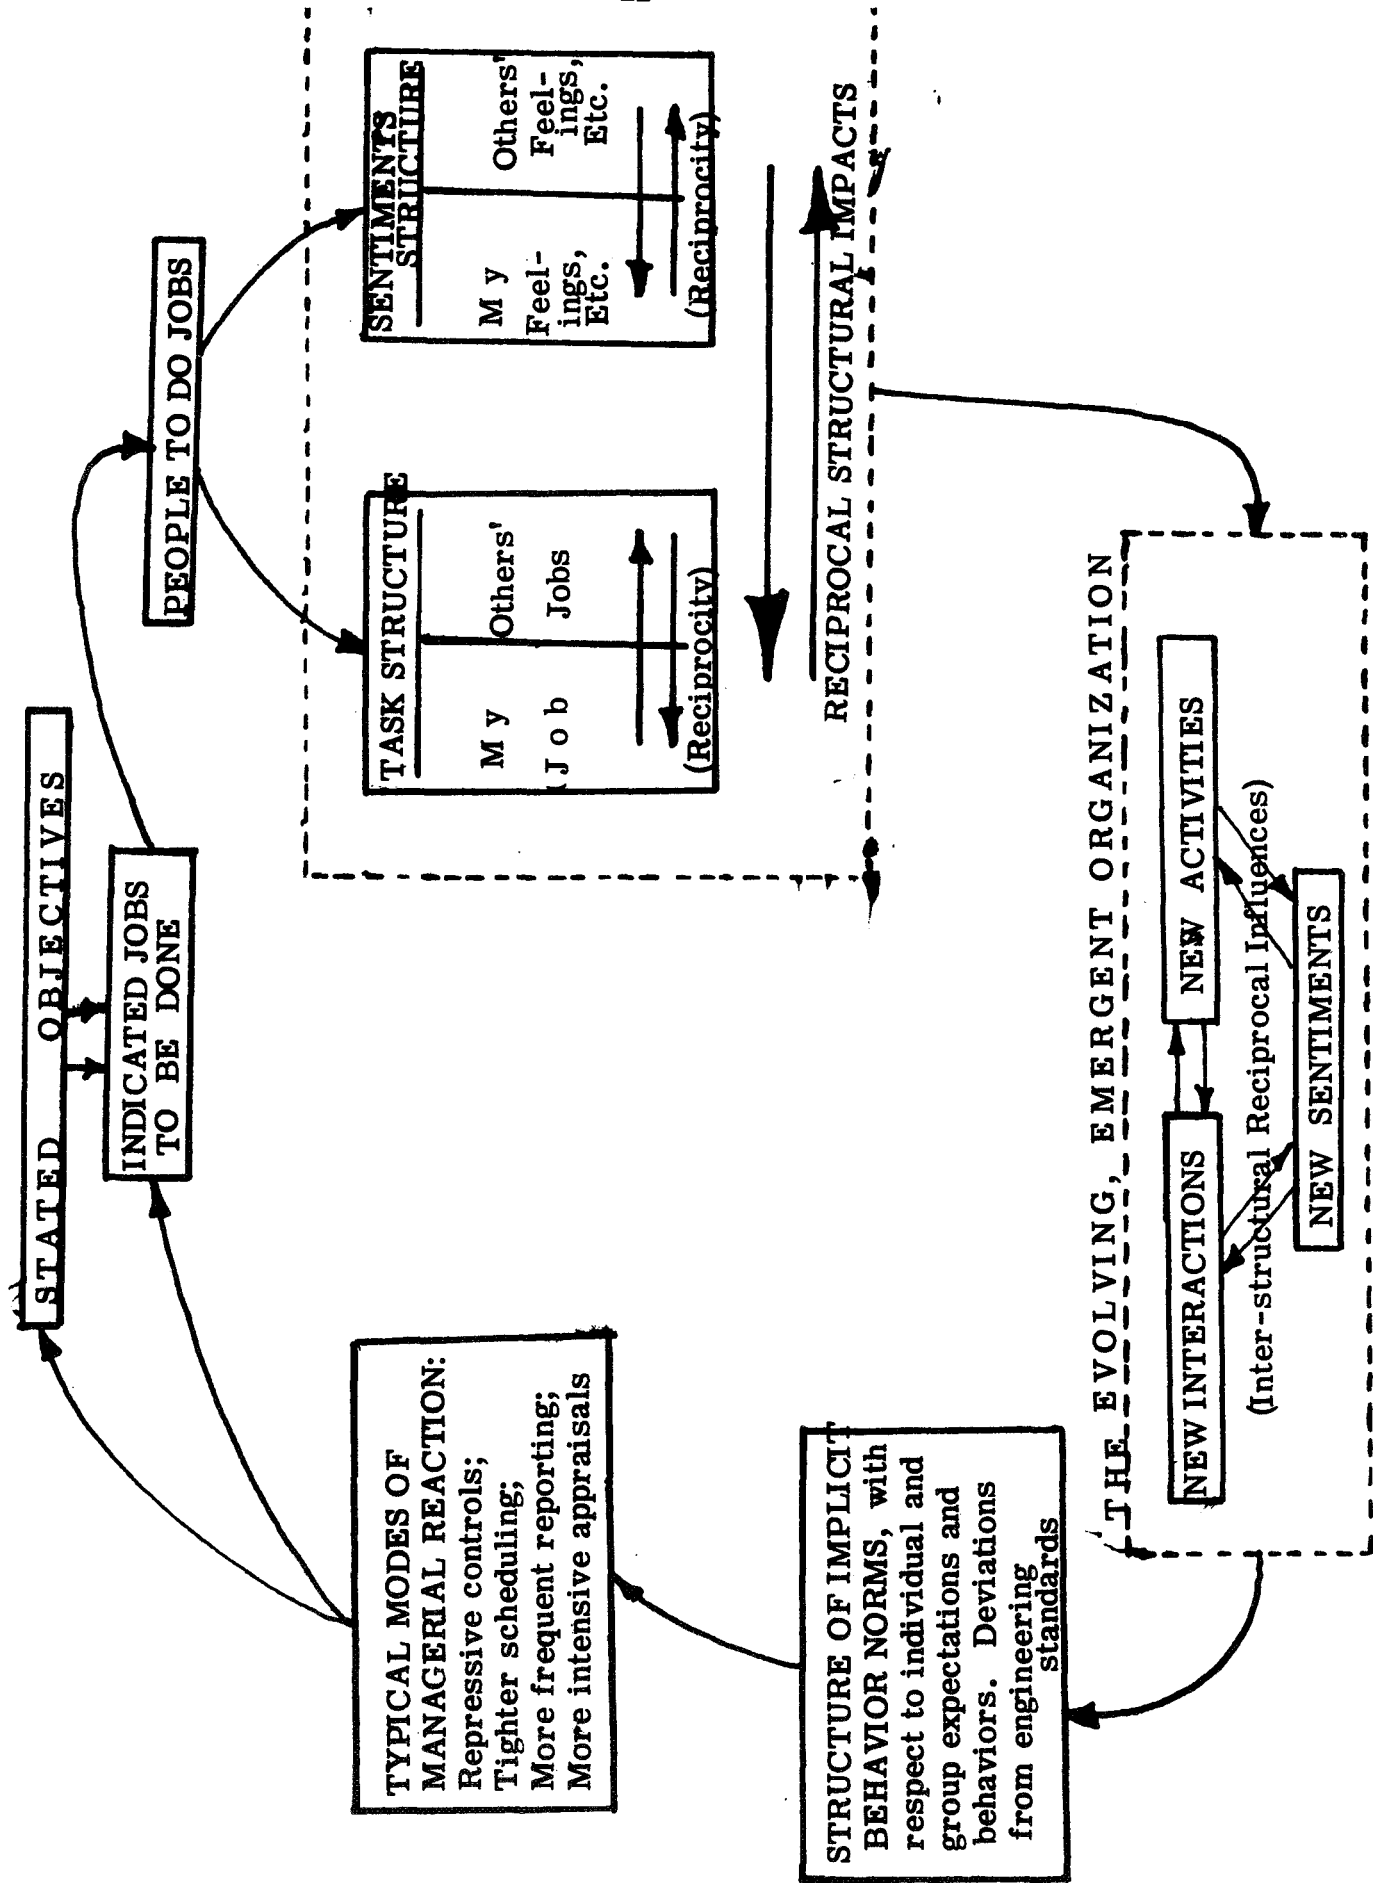 STATED OBJECTIVES
INDICATED JOBS
TO BE DONE
PEOPLE TO DO JOBS
TASK STRUCTURE
My
Job
Others'
Jobs
(Reciprocity)
SENTIMENTS
STRUCTURE
My
Feel-
ings,
Etc.
Others'
Feel-
ings,
Etc.
(Reciprocity)
RECIPROCAL STRUCTURAL IMPACTS
THE EVOLVING, EMERGENT ORGANIZATION
NEW INTERACTIONS
NEW ACTIVITIES
(Inter-structural Reciprocal Influences)
NEW SENTIMENTS
STRUCTURE OF IMPLICIT
BEHAVIOR NORMS, with
respect to individual and
group expectations and
behaviors. Deviations
from engineering
standards
TYPICAL MODES OF
MANAGERIAL REACTION:
Repressive controls;
Tighter scheduling;
More frequent reporting;
More intensive appraisals